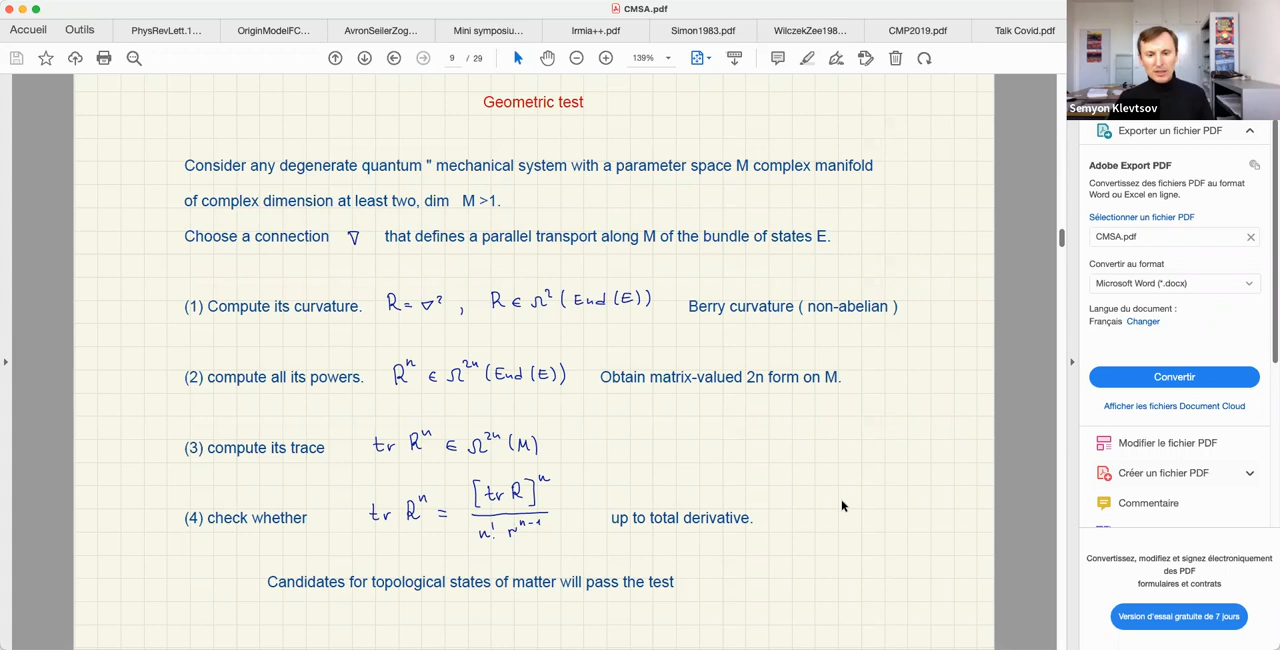 CMSA.pdf
Accueil
Outils
PhysRevLett.1...
OriginModelFC...
AvronSeilerZog...
Mini symposiu...
Irmia++.pdf
Simon1983.pdf
WilczekZee198...
CMP2019.pdf
Talk Covid.pdf
9 / 29
139%
Semyon Klevtsov
Geometric test
Consider any degenerate quantum " mechanical system with a parameter space M complex manifold
of complex dimension at least two, dim M >1.
Choose a connection ∇ that defines a parallel transport along M of the bundle of states E.
(1) Compute its curvature. R = ∇², R ∈ Ω²(End(E)) Berry curvature ( non-abelian )
(2) compute all its powers. Rⁿ ∈ Ω²ⁿ(End(E)) Obtain matrix-valued 2n form on M.
(3) compute its trace tr Rⁿ ∈ Ω²ⁿ(M)
(4) check whether tr Rⁿ = [tr R]ⁿ / n! r^(n-1) up to total derivative.
Candidates for topological states of matter will pass the test
Exporter un fichier PDF
Adobe Export PDF
Convertissez des fichiers PDF au format
Word ou Excel en ligne.
Sélectionner un fichier PDF
CMSA.pdf
Convertir au format
Microsoft Word (*.docx)
Langue du document :
Français Changer
Convertir
Afficher les fichiers Document Cloud
Modifier le fichier PDF
Créer un fichier PDF
Commentaire
Convertissez, modifiez et signez électroniquement
des PDF
formulaires et contrats
Version d'essai gratuite de 7 jours